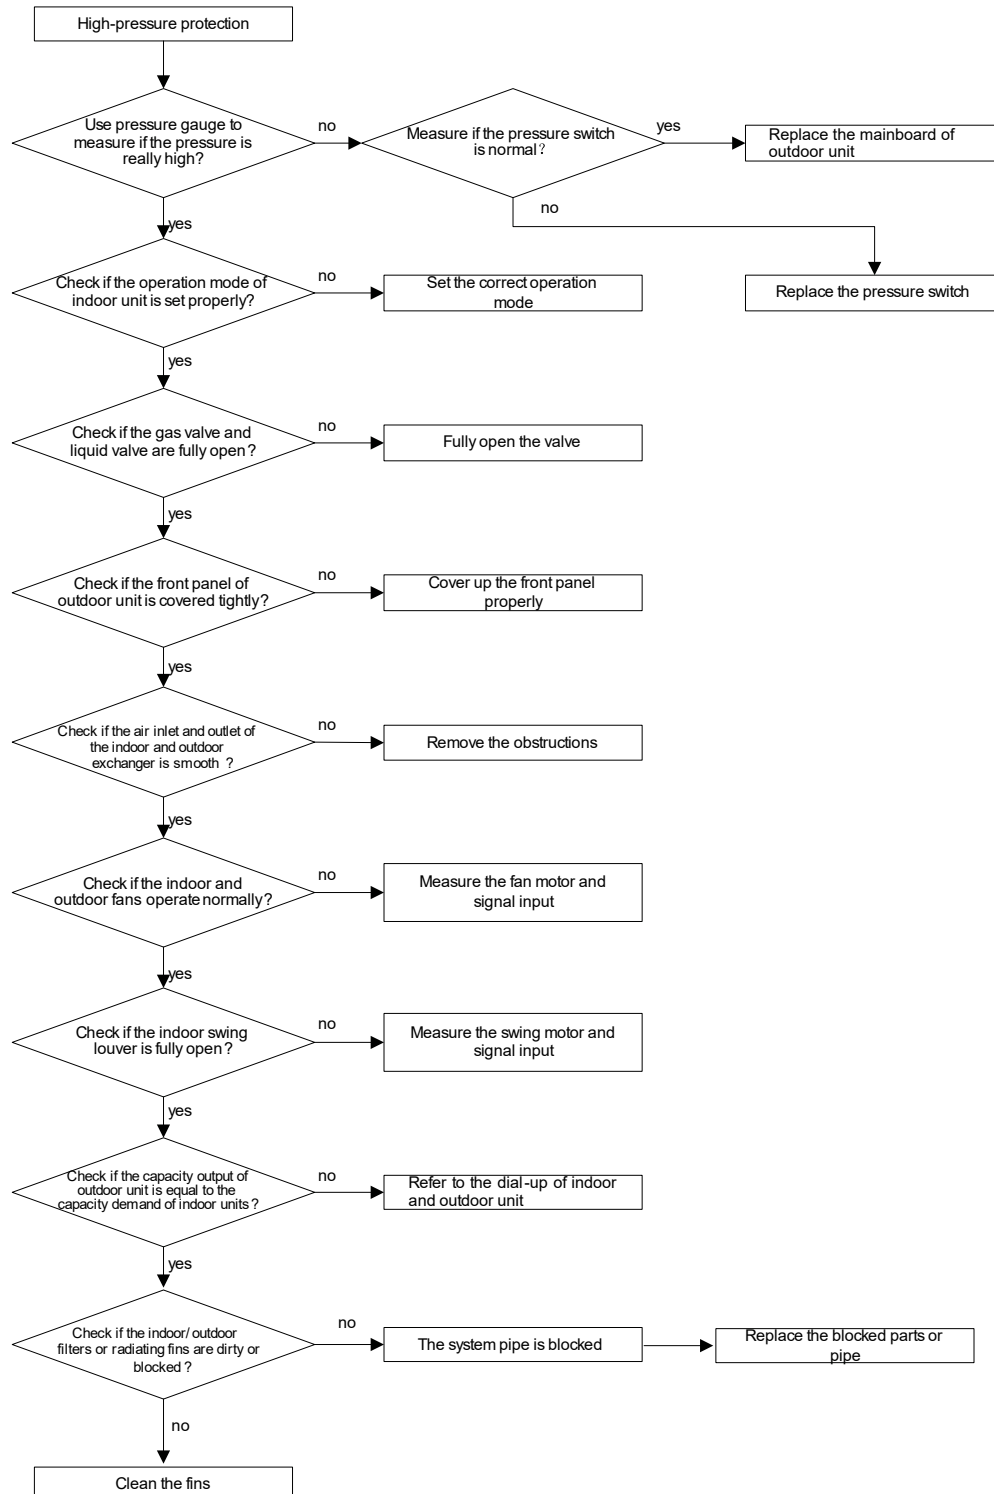 High-pressure protection
Use pressure gauge to
measure if the pressure is
really high?
no
Measure if the pressure switch
is normal?
yes
Replace the mainboard of
outdoor unit
no
Replace the pressure switch
yes
Check if the operation mode of
indoor unit is set properly?
no
Set the correct operation
mode
yes
Check if the gas valve and
liquid valve are fully open?
no
Fully open the valve
yes
Check if the front panel of
outdoor unit is covered tightly?
no
Cover up the front panel
properly
yes
Check if the air inlet and outlet of
the indoor and outdoor
exchanger is smooth ?
no
Remove the obstructions
yes
Check if the indoor and
outdoor fans operate normally?
no
Measure the fan motor and
signal input
yes
Check if the indoor swing
louver is fully open?
no
Measure the swing motor and
signal input
yes
Check if the capacity output of
outdoor unit is equal to the
capacity demand of indoor units?
no
Refer to the dial-up of indoor
and outdoor unit
yes
Check if the indoor/outdoor
filters or radiating fins are dirty or
blocked?
no
The system pipe is blocked
Replace the blocked parts or
pipe
no
Clean the fins